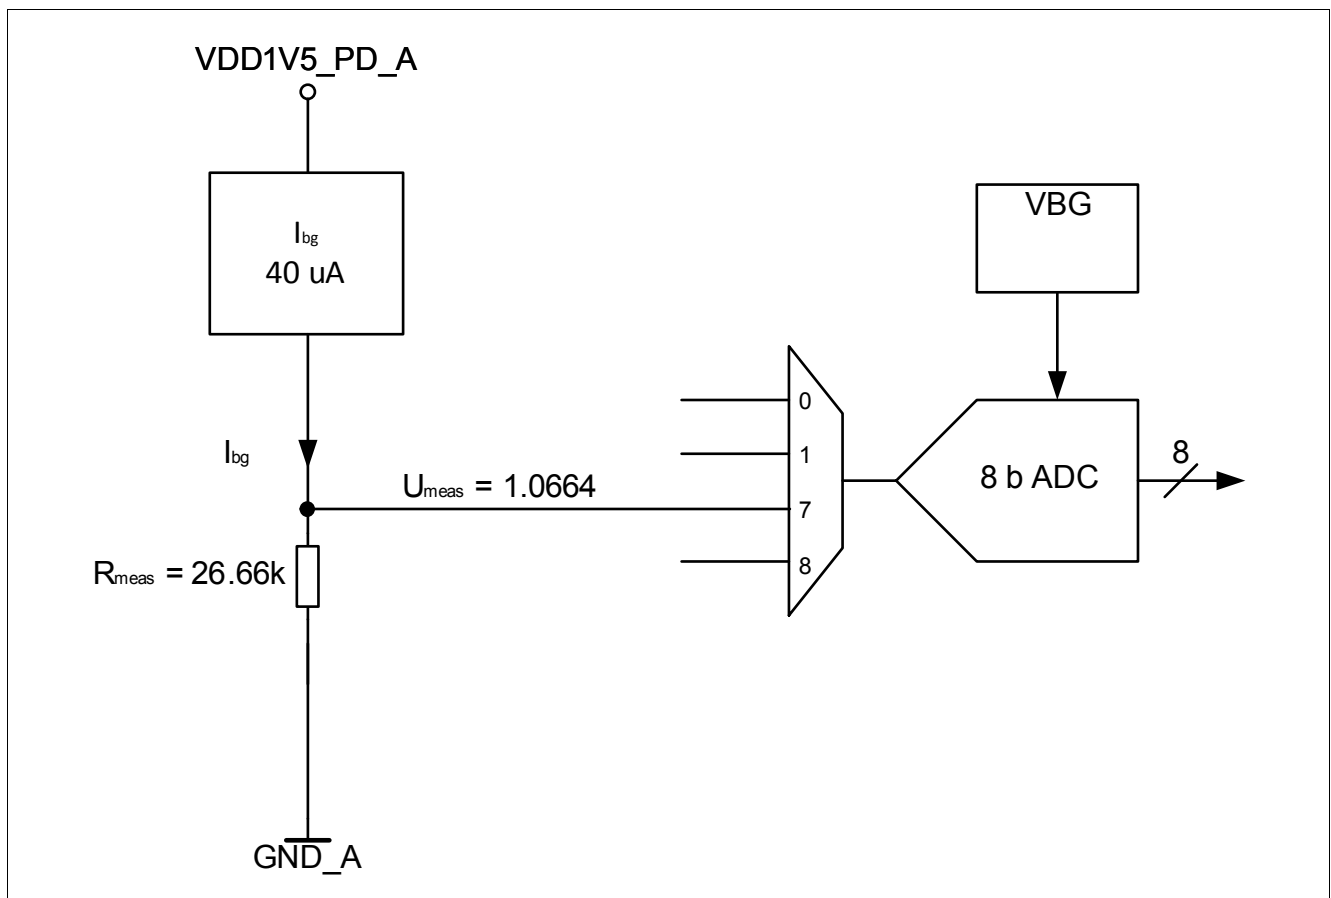 VDD1V5_PD_A
Ibg
40 uA
VBG
0
Ibg
1
8 b ADC
8
Umeas = 1.0664
7
Rmeas = 26.66k
8
GND_A